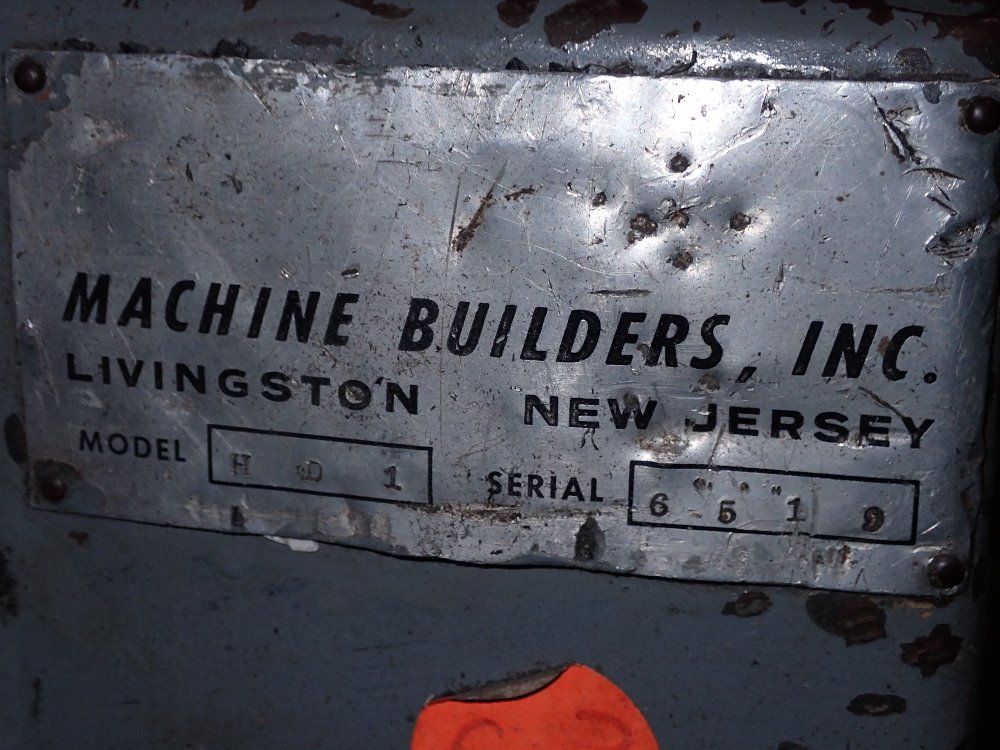 MACHINE BUILDERS, INC.
LIVINGSTON NEW JERSEY
MODEL H D 1 SERIAL 6 5 1 9